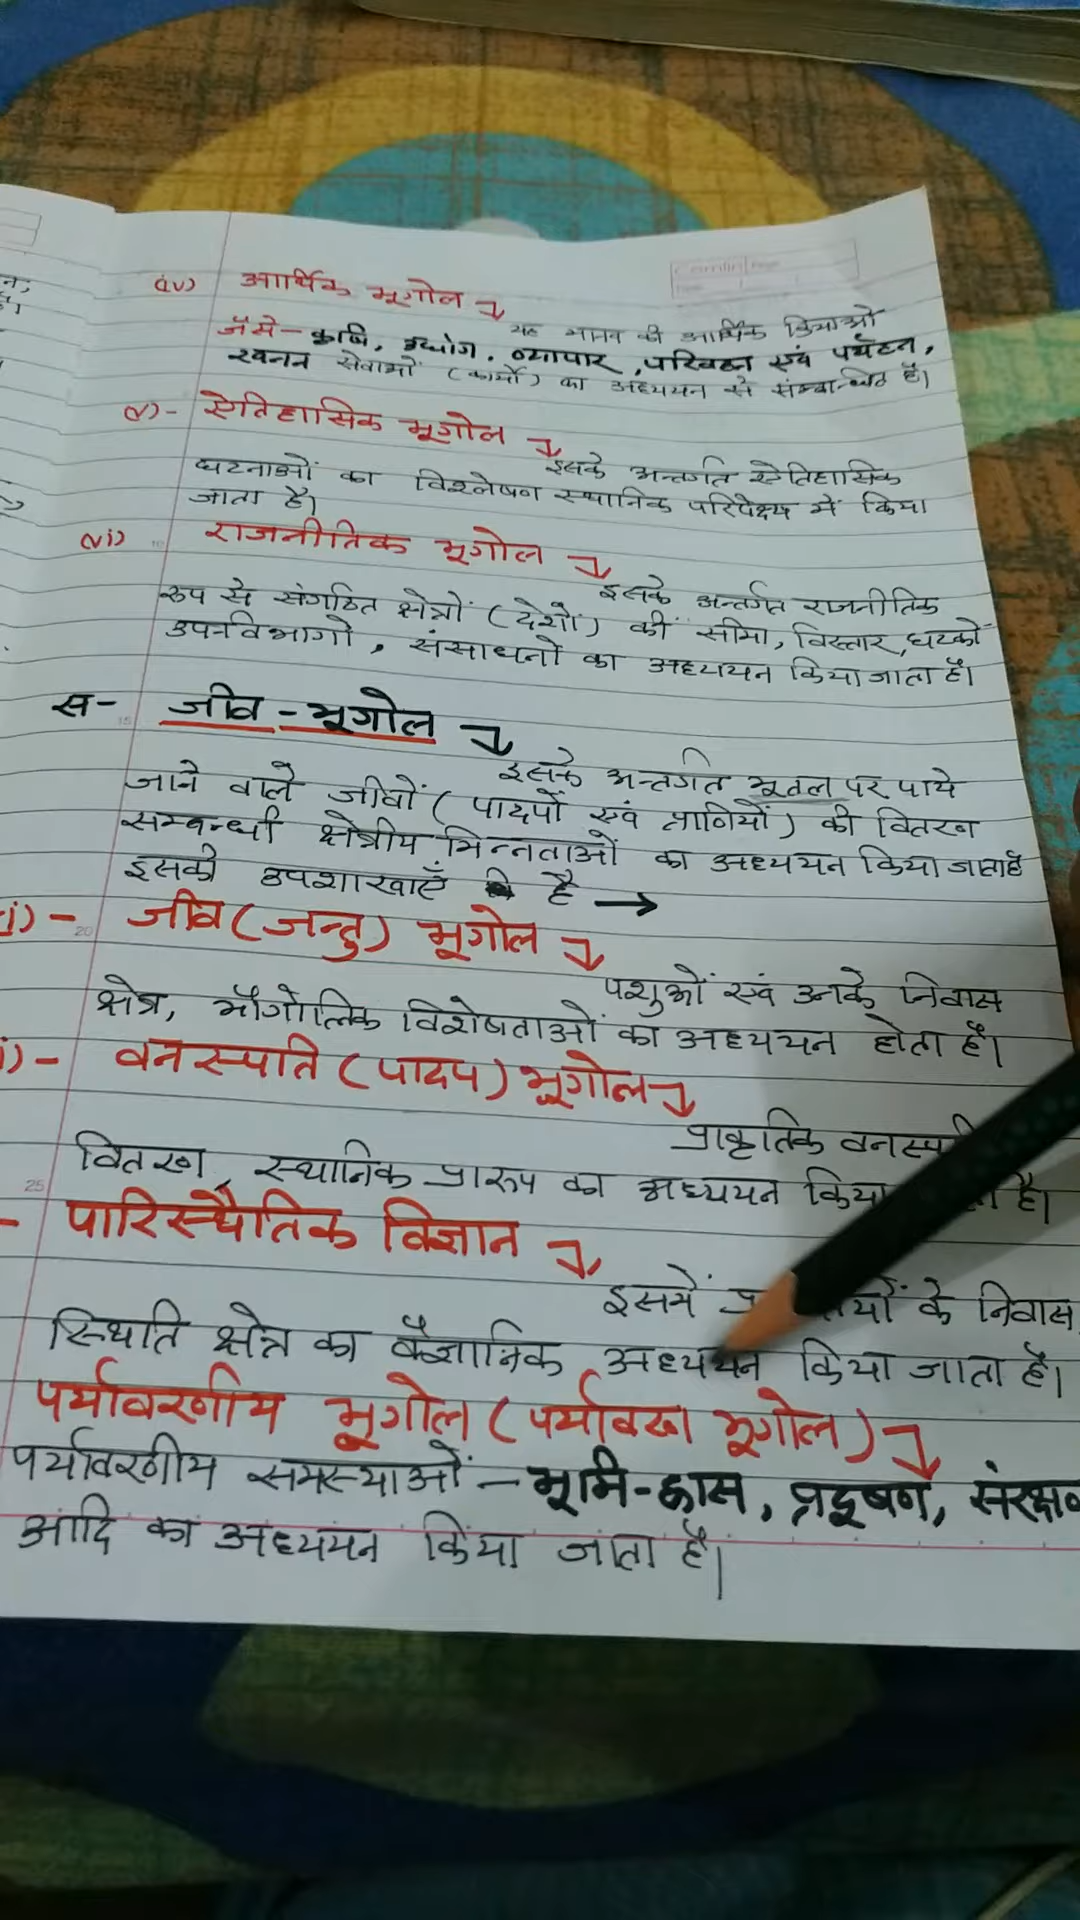 (iv) आर्थिक भूगोल
यह मानव की आर्थिक क्रियाओं
जैसे- कृषि, उद्योग, व्यापार, परिवहन एवं पर्यटन,
खनन सेवाओं (कार्यों) का अध्ययन से सम्बन्धित है।
(v)- ऐतिहासिक भूगोल
इसके अन्तर्गत ऐतिहासिक
घटनाओं का विश्लेषण स्थानिक परिपेक्ष्य में किया
जाता है।
(vi) राजनीतिक भूगोल
इसके अन्तर्गत राजनीतिक
रूप से संगठित क्षेत्रों (देशों) की सीमा, विस्तार, घटकों
उपविभागों, संसाधनों का अध्ययन किया जाता है।
स- जीव-भूगोल
इसके अन्तर्गत भूतल पर पाये
जाने वाले जीवों (पादपों एवं प्राणियों) की वितरण
सम्बन्धी क्षेत्रीय भिन्नताओं का अध्ययन किया जाता है
इसकी उपशाखाएँ है →
i)- जीव (जन्तु) भूगोल
पशुओं एवं उनके निवास
क्षेत्र, भौगोलिक विशेषताओं का अध्ययन होता है।
i)- वनस्पति (पादप) भूगोल
प्राकृतिक
वितरण, स्थानिक प्रारूप का अध्ययन किया है।
- पारिस्थैतिक विज्ञान
इसमें के निवास
स्थिति क्षेत्र का वैज्ञानिक अध्ययन किया जाता है।
पर्यावरणीय भूगोल (पर्यावरण भूगोल)
पर्यावरणीय समस्याओं - भूमि-ह्रास, प्रदूषण, संरक्षण
आदि का अध्ययन किया जाता है।